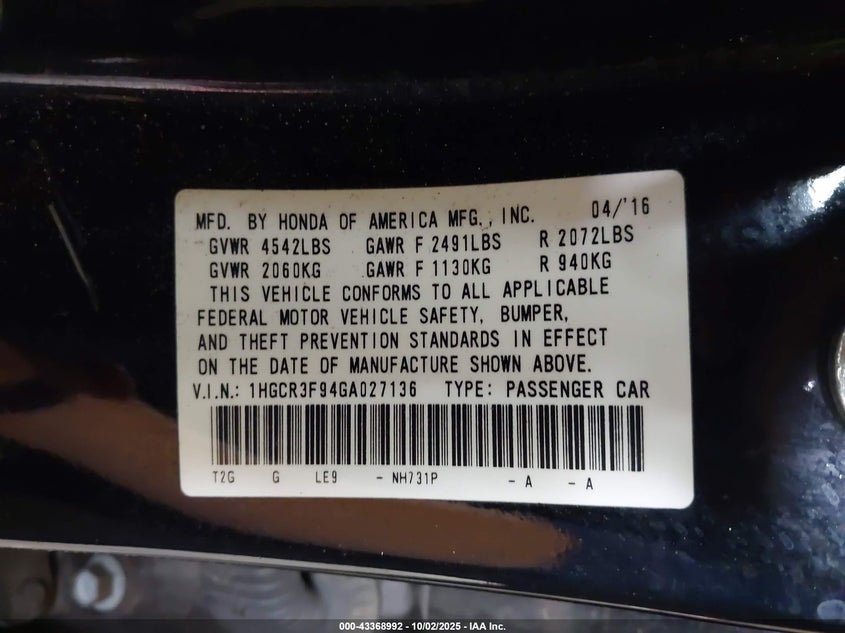 MFD. BY HONDA OF AMERICA MFG., INC. 04/'16
GVWR 4542LBS GAWR F 2491LBS R 2072LBS
GVWR 2060KG GAWR F 1130KG R 940KG
THIS VEHICLE CONFORMS TO ALL APPLICABLE
FEDERAL MOTOR VEHICLE SAFETY, BUMPER,
AND THEFT PREVENTION STANDARDS IN EFFECT
ON THE DATE OF MANUFACTURE SHOWN ABOVE.
V.I.N.: 1HGCR3F94GA027136 TYPE: PASSENGER CAR
T2G G LE9 - NH731P - A - A
000-43368992 - 10/02/2025 - IAA Inc.